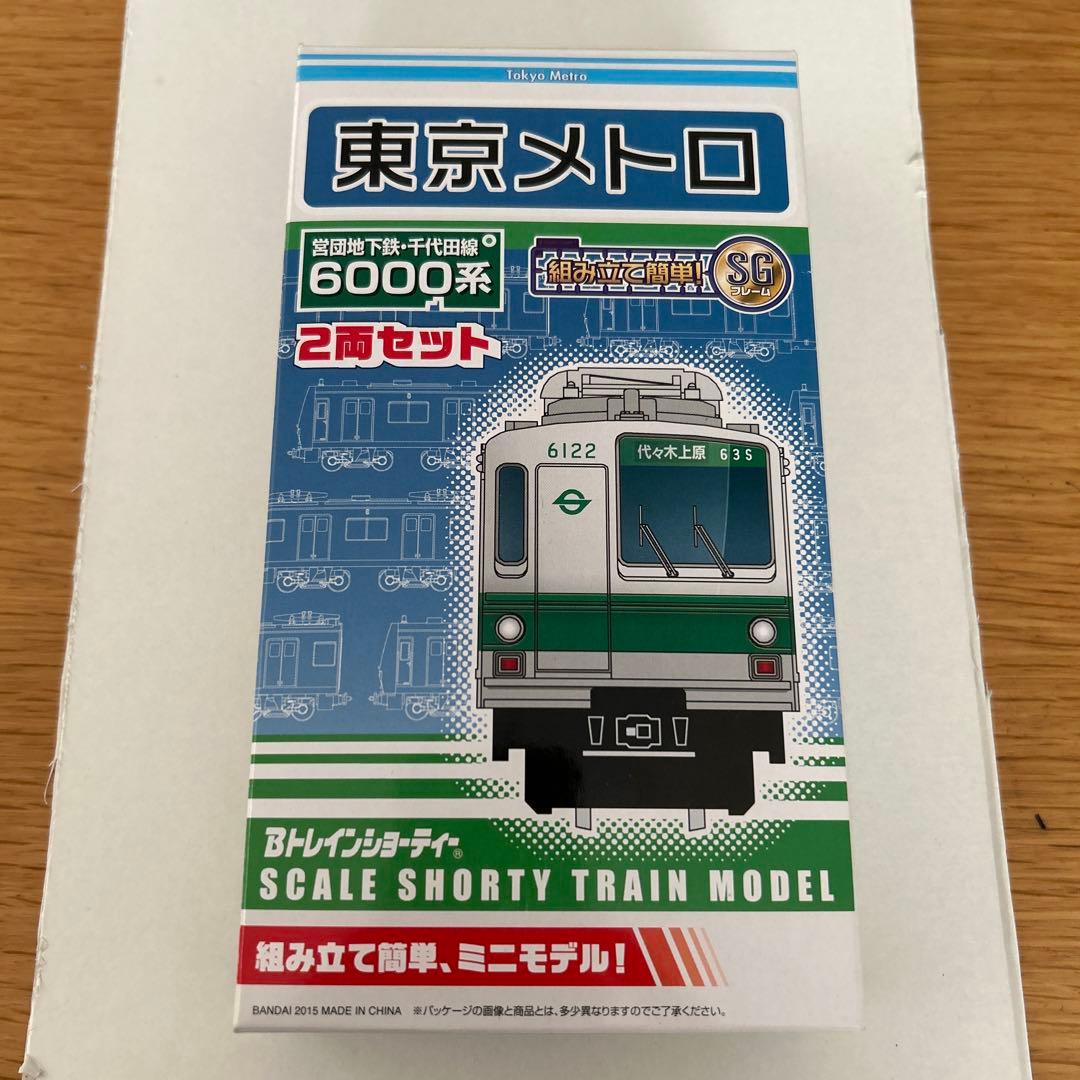 Tokyo Metro
東京メトロ
営団地下鉄・千代田線
6000系
組み立て簡単!
SG
フレーム
2両セット
6122
代々木上原 63S
Bトレインショーティー®
SCALE SHORTY TRAIN MODEL
組み立て簡単、ミニモデル!
BANDAI 2015 MADE IN CHINA ※パッケージの画像と商品とは、多少異なりますのでご了承ください。